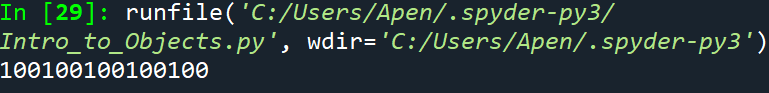 In [29]: runfile('C:/Users/Apen/.spyder-py3/
Intro_to_Objects.py', wdir='C:/Users/Apen/.spyder-py3')
100100100100100